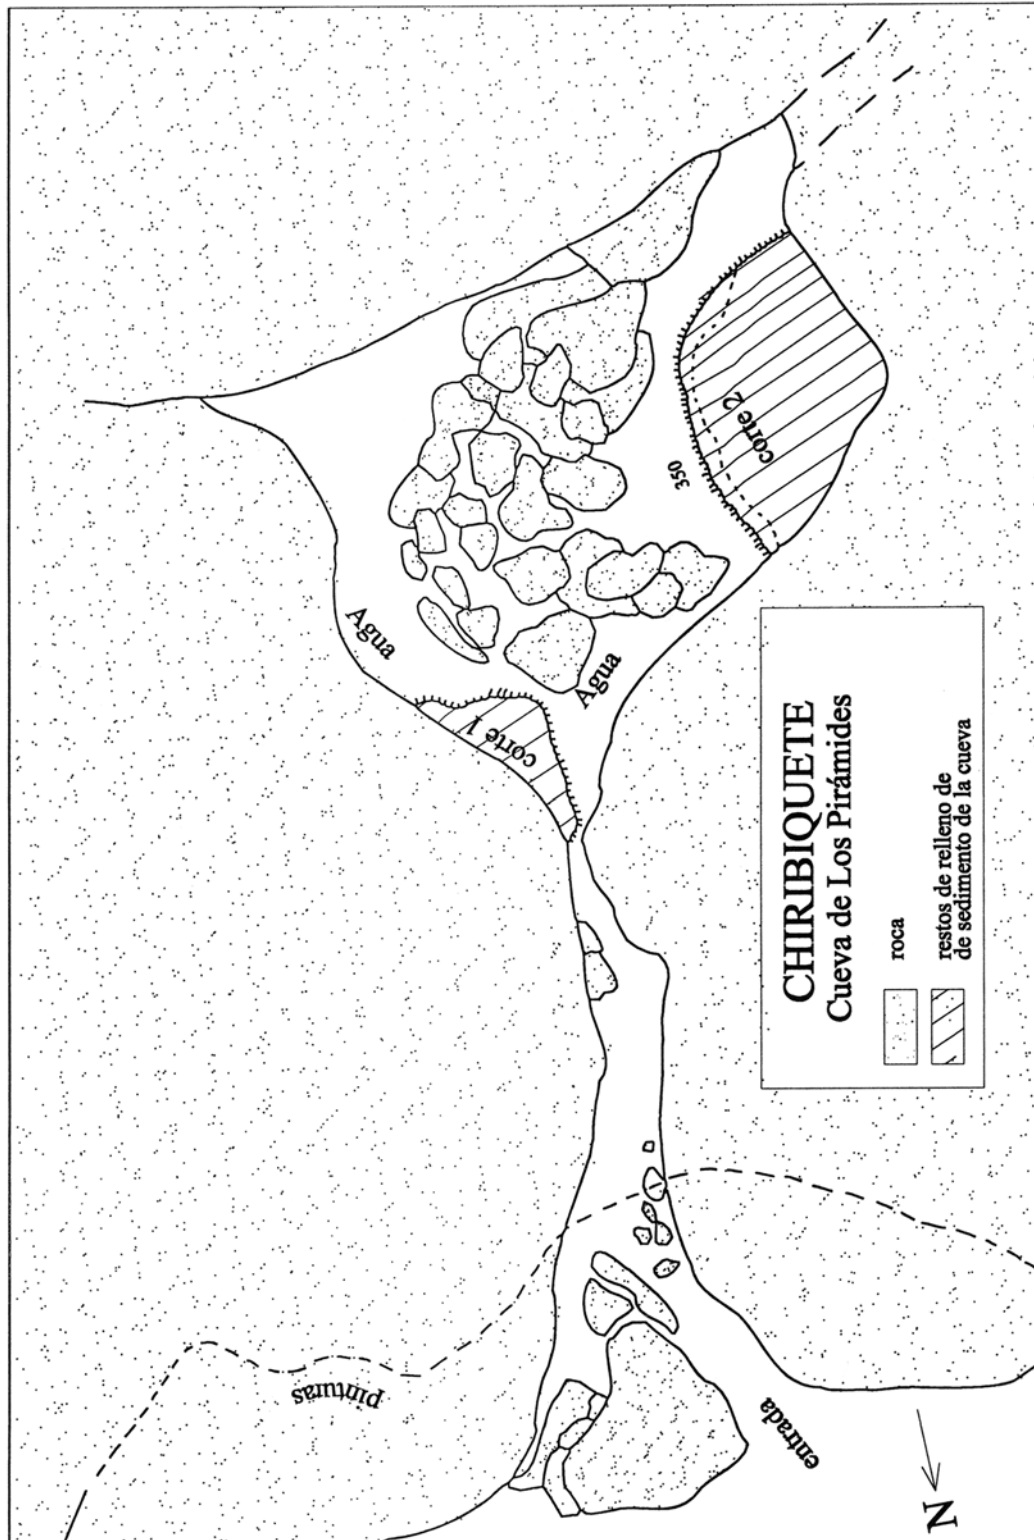 CHIRIBIQUETE
Cueva de Los Pirámides
roca
restos de relleno de
de sedimento de la cueva
pinturas
entrada
corte 1
Agua
Agua
350
corte 2
N